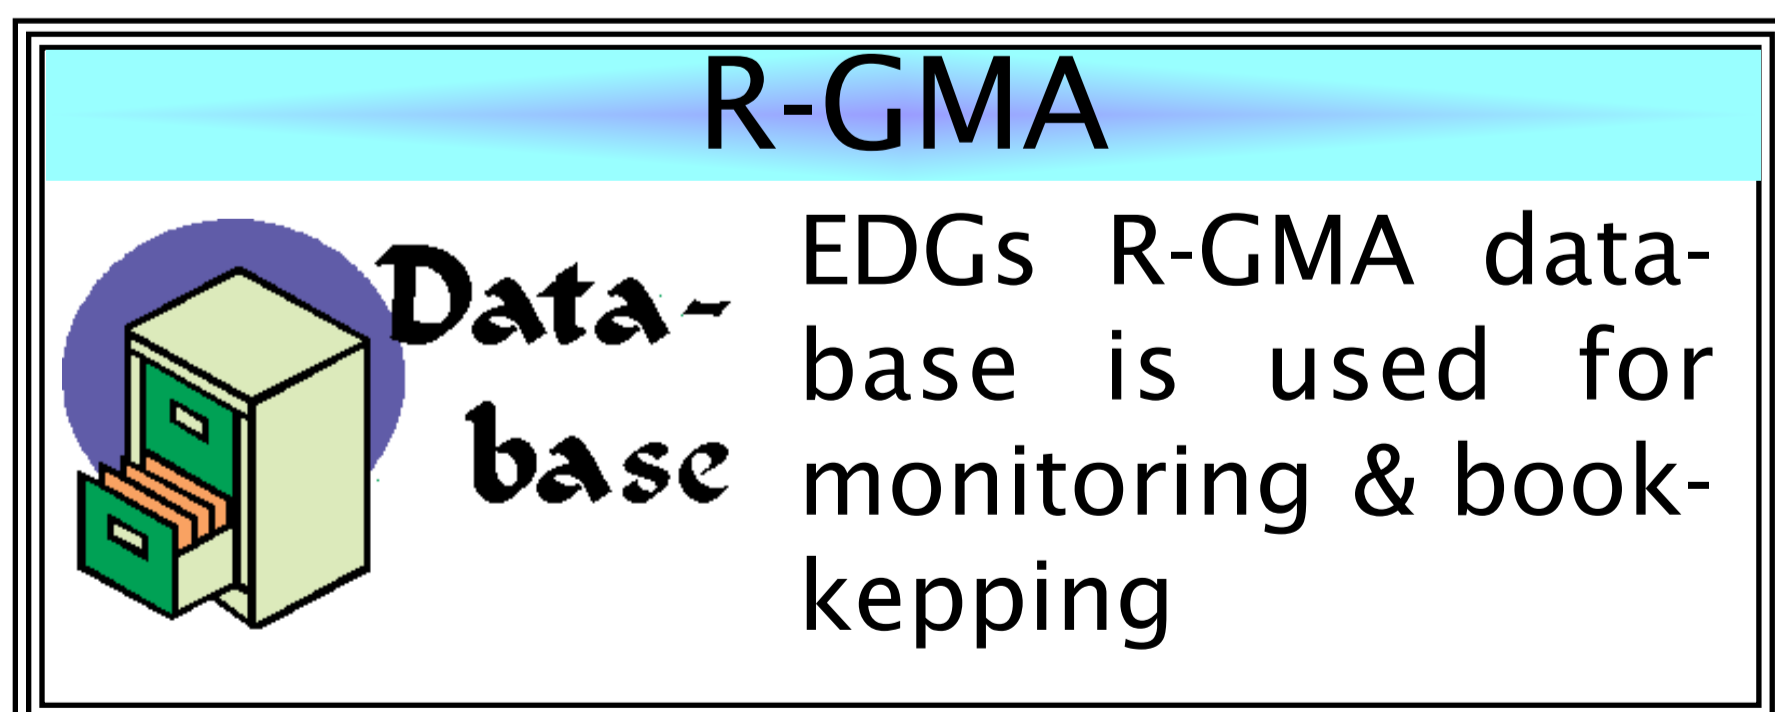 R-GMA
Data-
base
EDGs R-GMA data-
base is used for
monitoring & book-
kepping